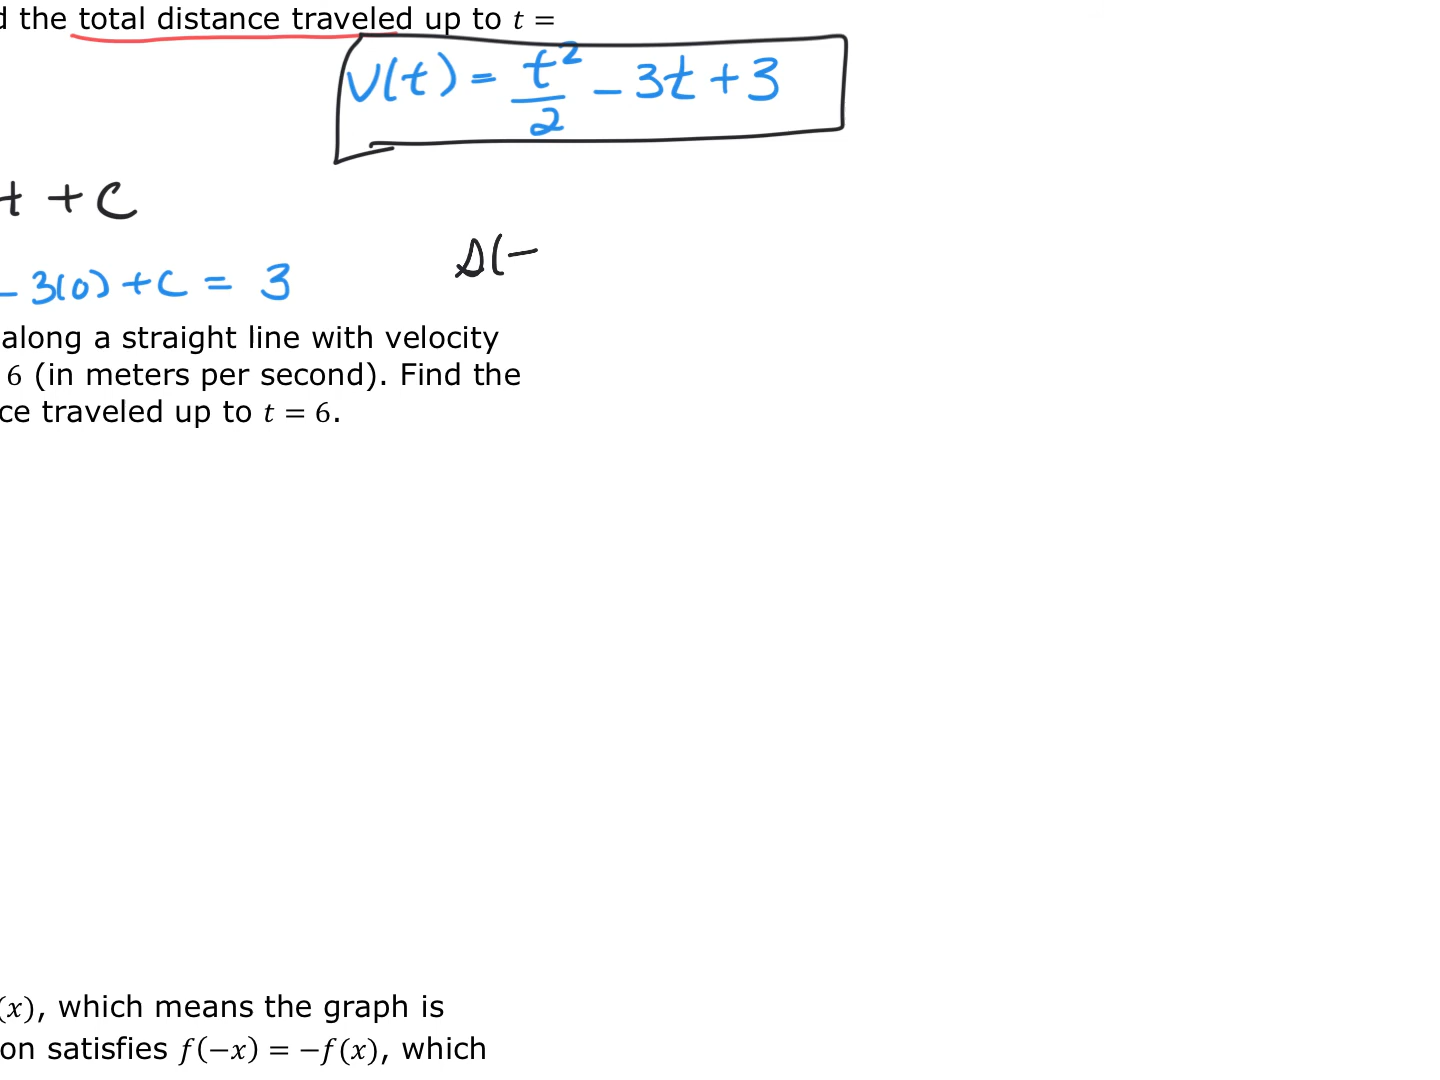 the total distance traveled up to t =
v(t) = t²/2 - 3t + 3
t + C
s(
- 3(0) + C = 3
along a straight line with velocity
6 (in meters per second). Find the
ce traveled up to t = 6.
(x), which means the graph is
on satisfies f(−x) = −f(x), which